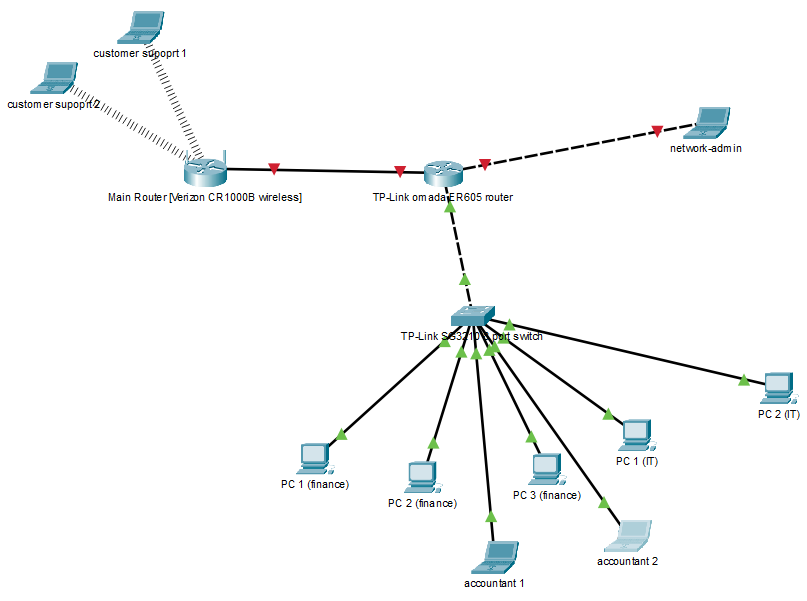 customer supoprt 1
customer supoprt 2
network-admin
Main Router [Verizon CR1000B wireless]
TP-Link omada ER605 router
TP-Link SG3210 8 port switch
PC 2 (IT)
PC 1 (IT)
PC 1 (finance)
PC 2 (finance)
PC 3 (finance)
accountant 2
accountant 1